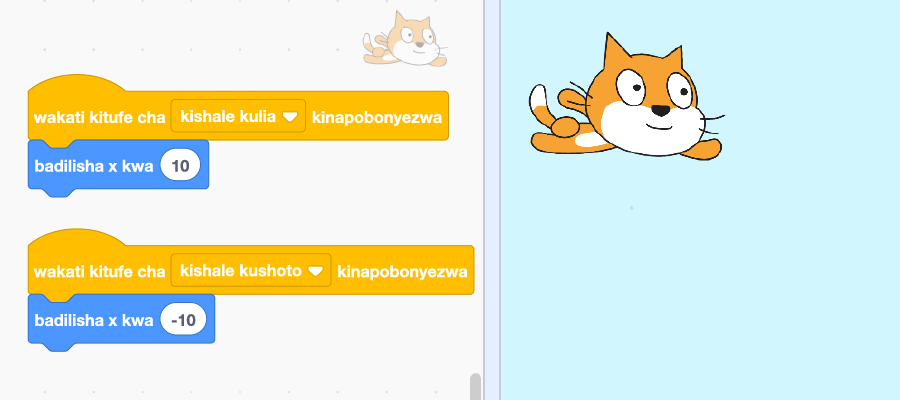 wakati kitufe cha kishale kulia kinapobonyezwa
badilisha x kwa 10
wakati kitufe cha kishale kushoto kinapobonyezwa
badilisha x kwa -10